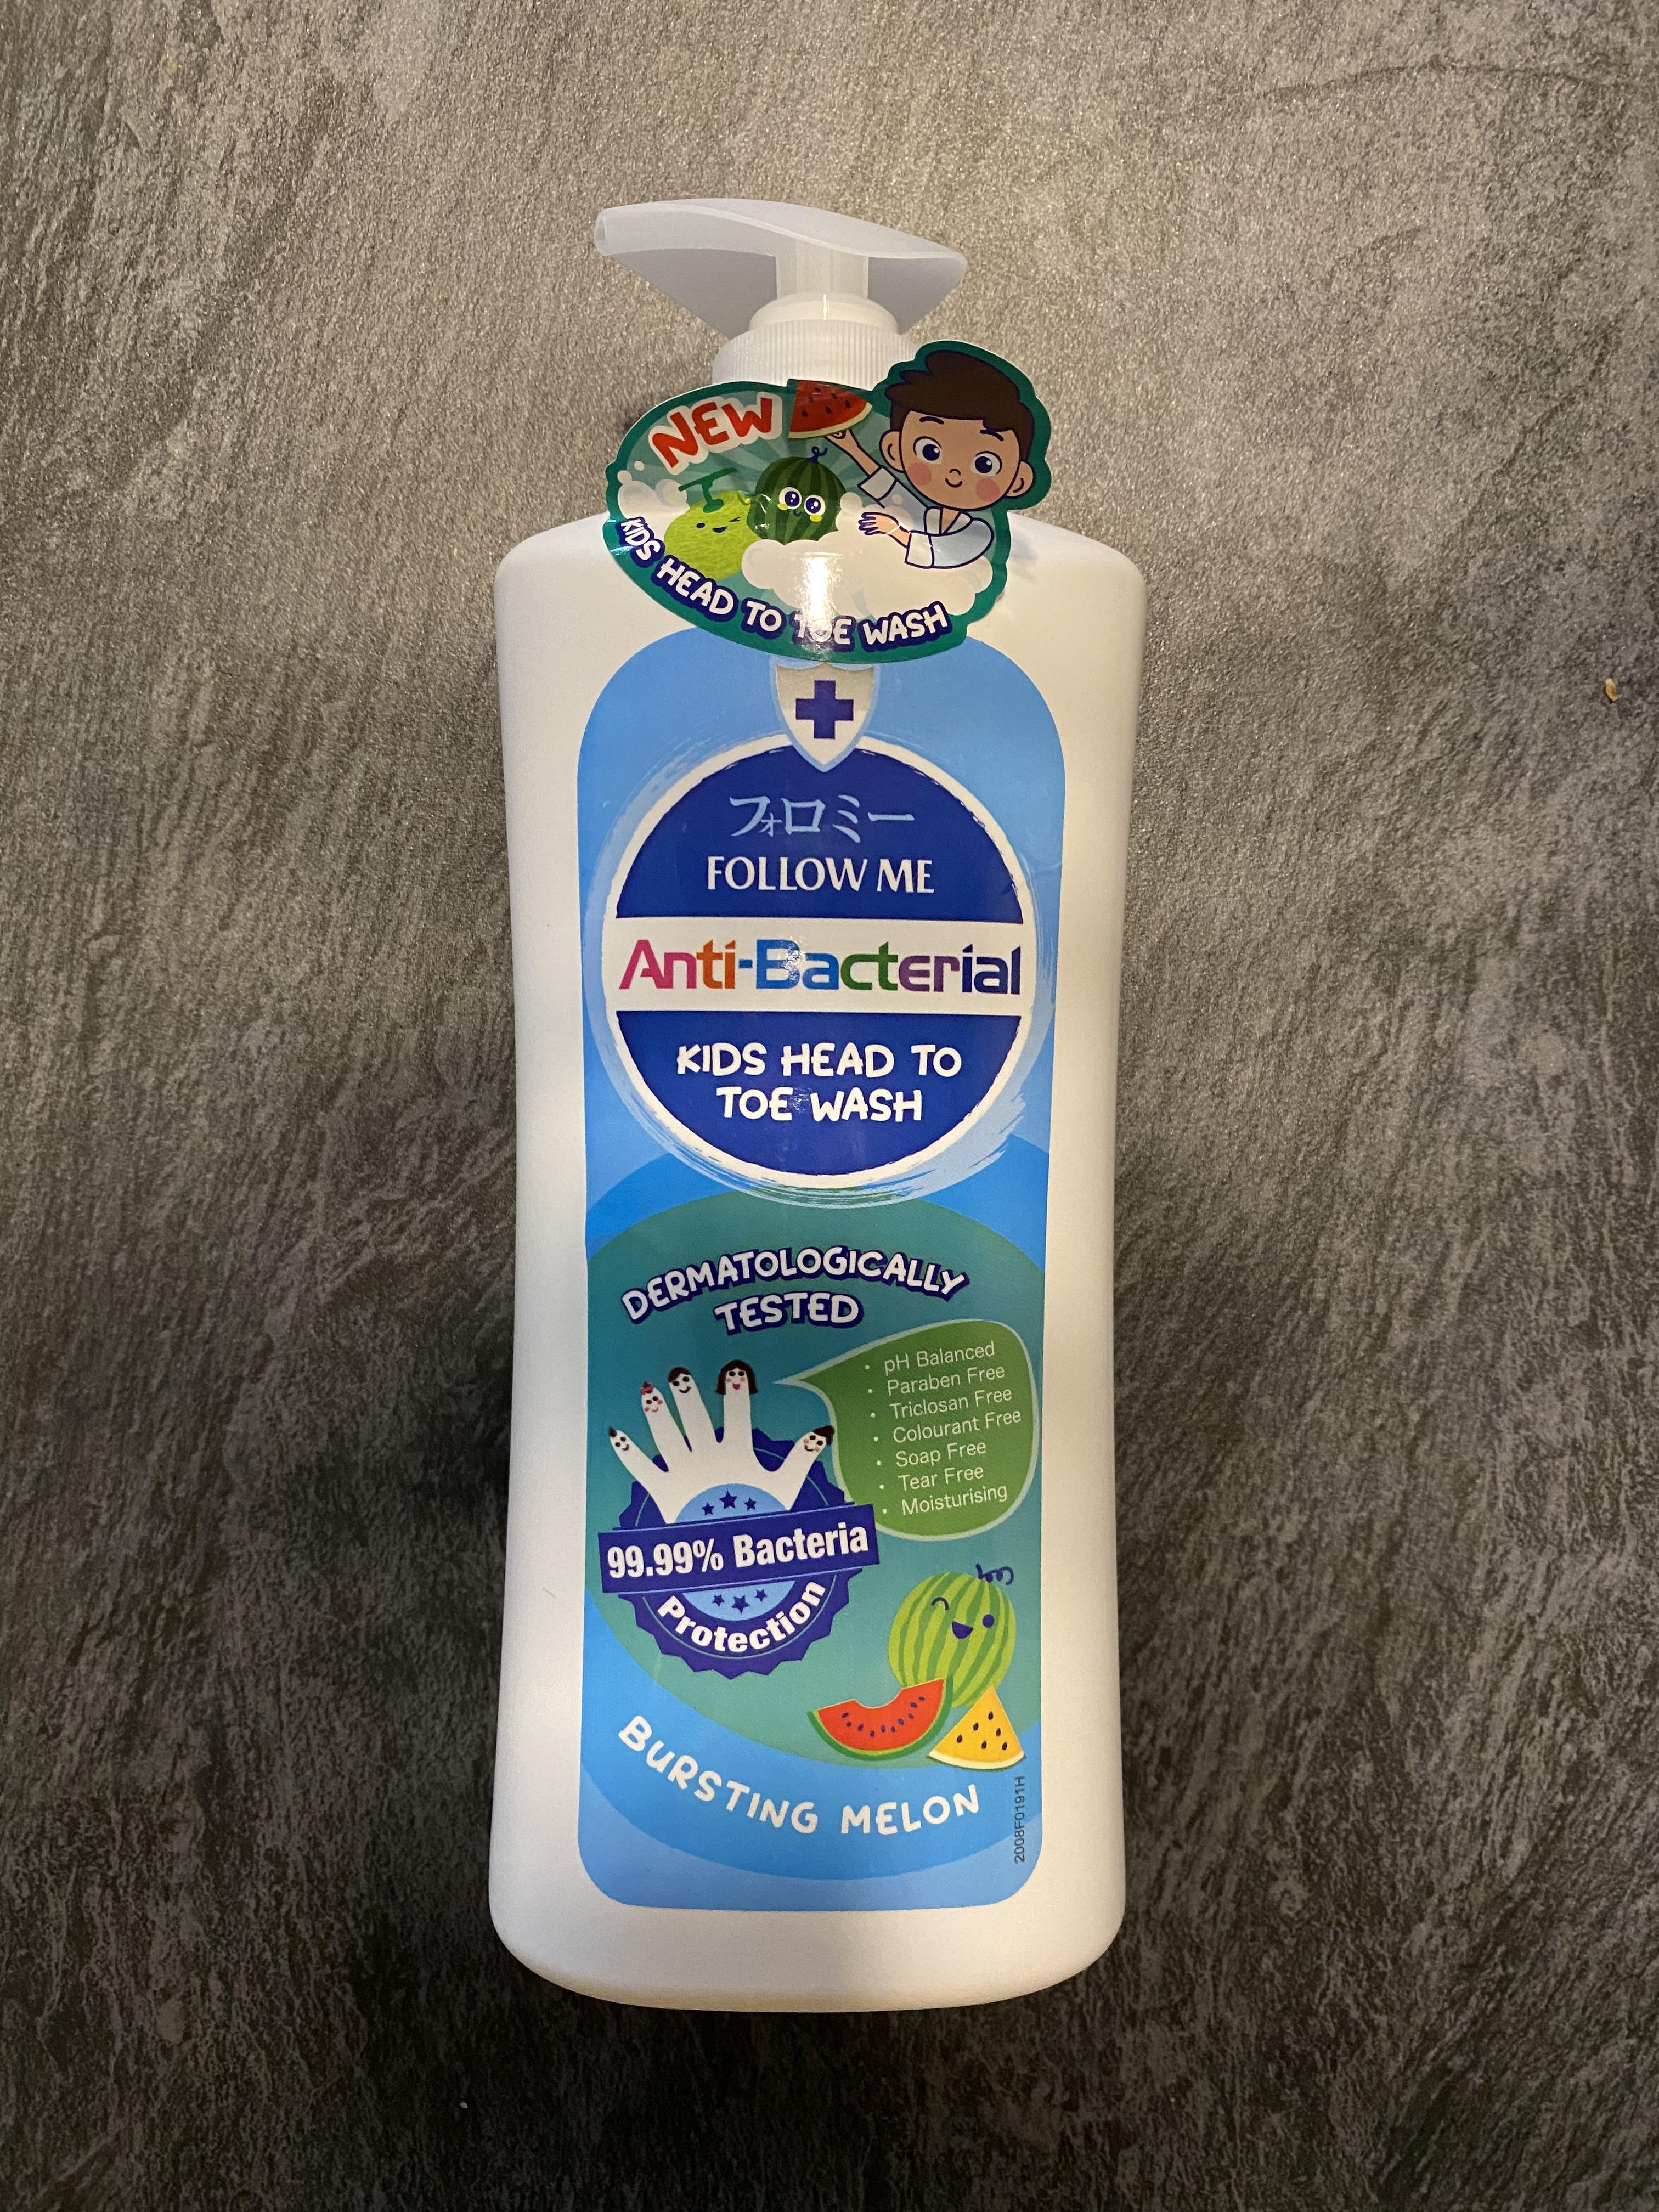 NEW
KIDS HEAD TO TOE WASH
フォロミー
FOLLOW ME
Anti-Bacterial
KIDS HEAD TO
TOE WASH
DERMATOLOGICALLY
TESTED
• pH Balanced
• Paraben Free
• Triclosan Free
• Colourant Free
• Soap Free
• Tear Free
• Moisturising
99.99% Bacteria
Protection
BURSTING MELON
2008F0191H